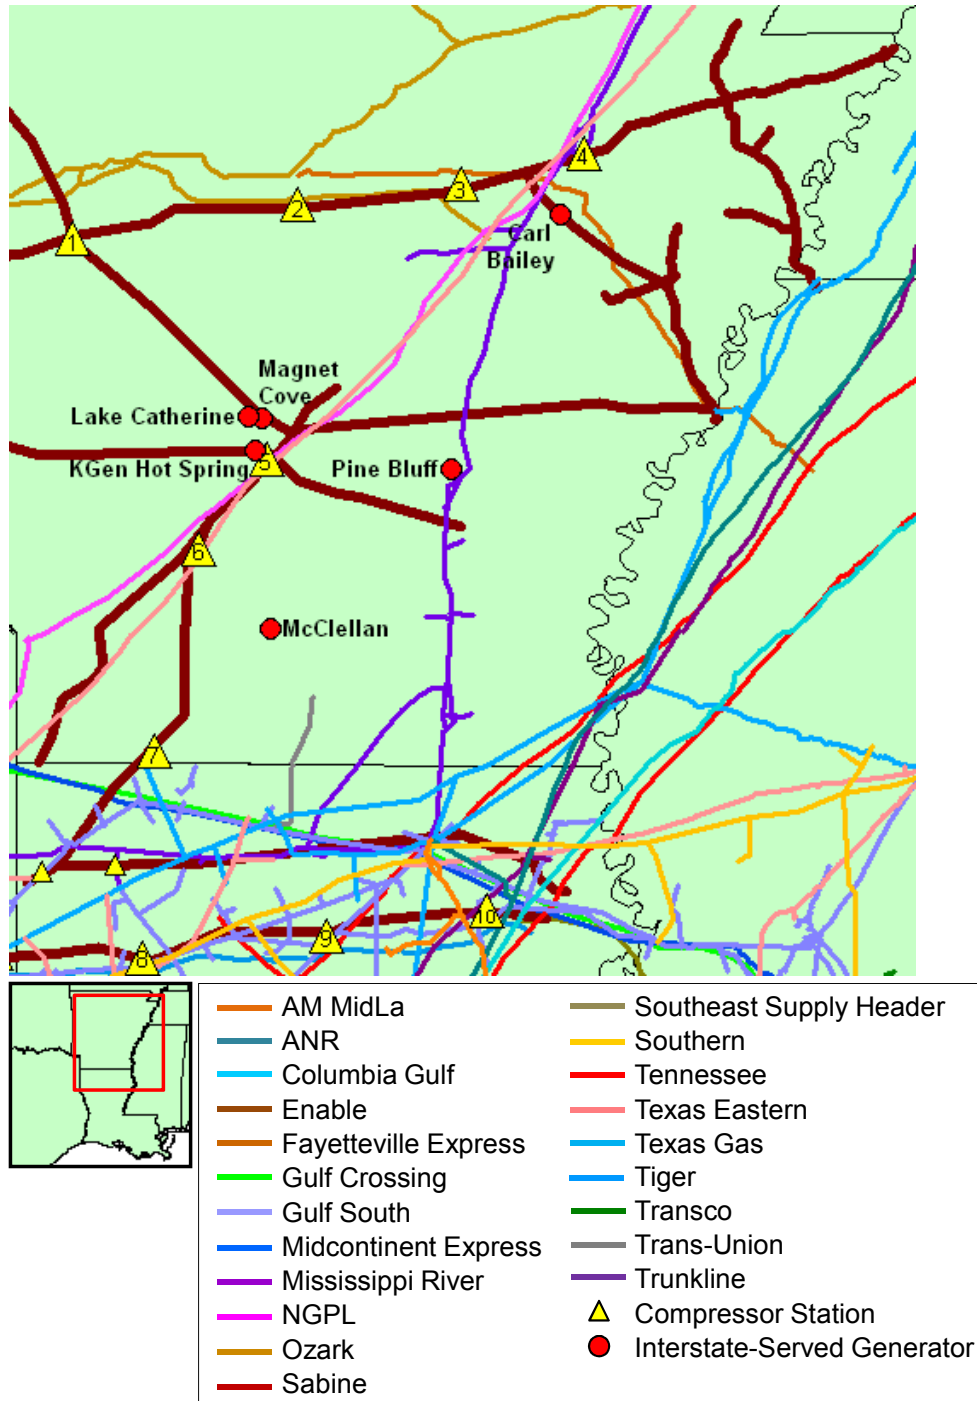 4
3
2
1
Carl
Bailey
Magnet
Cove
Lake Catherine
KGen Hot Spring
5
Pine Bluff
6
McClellan
7
10
9
8
AM MidLa
ANR
Columbia Gulf
Enable
Fayetteville Express
Gulf Crossing
Gulf South
Midcontinent Express
Mississippi River
NGPL
Ozark
Sabine
Southeast Supply Header
Southern
Tennessee
Texas Eastern
Texas Gas
Tiger
Transco
Trans-Union
Trunkline
Compressor Station
Interstate-Served Generator